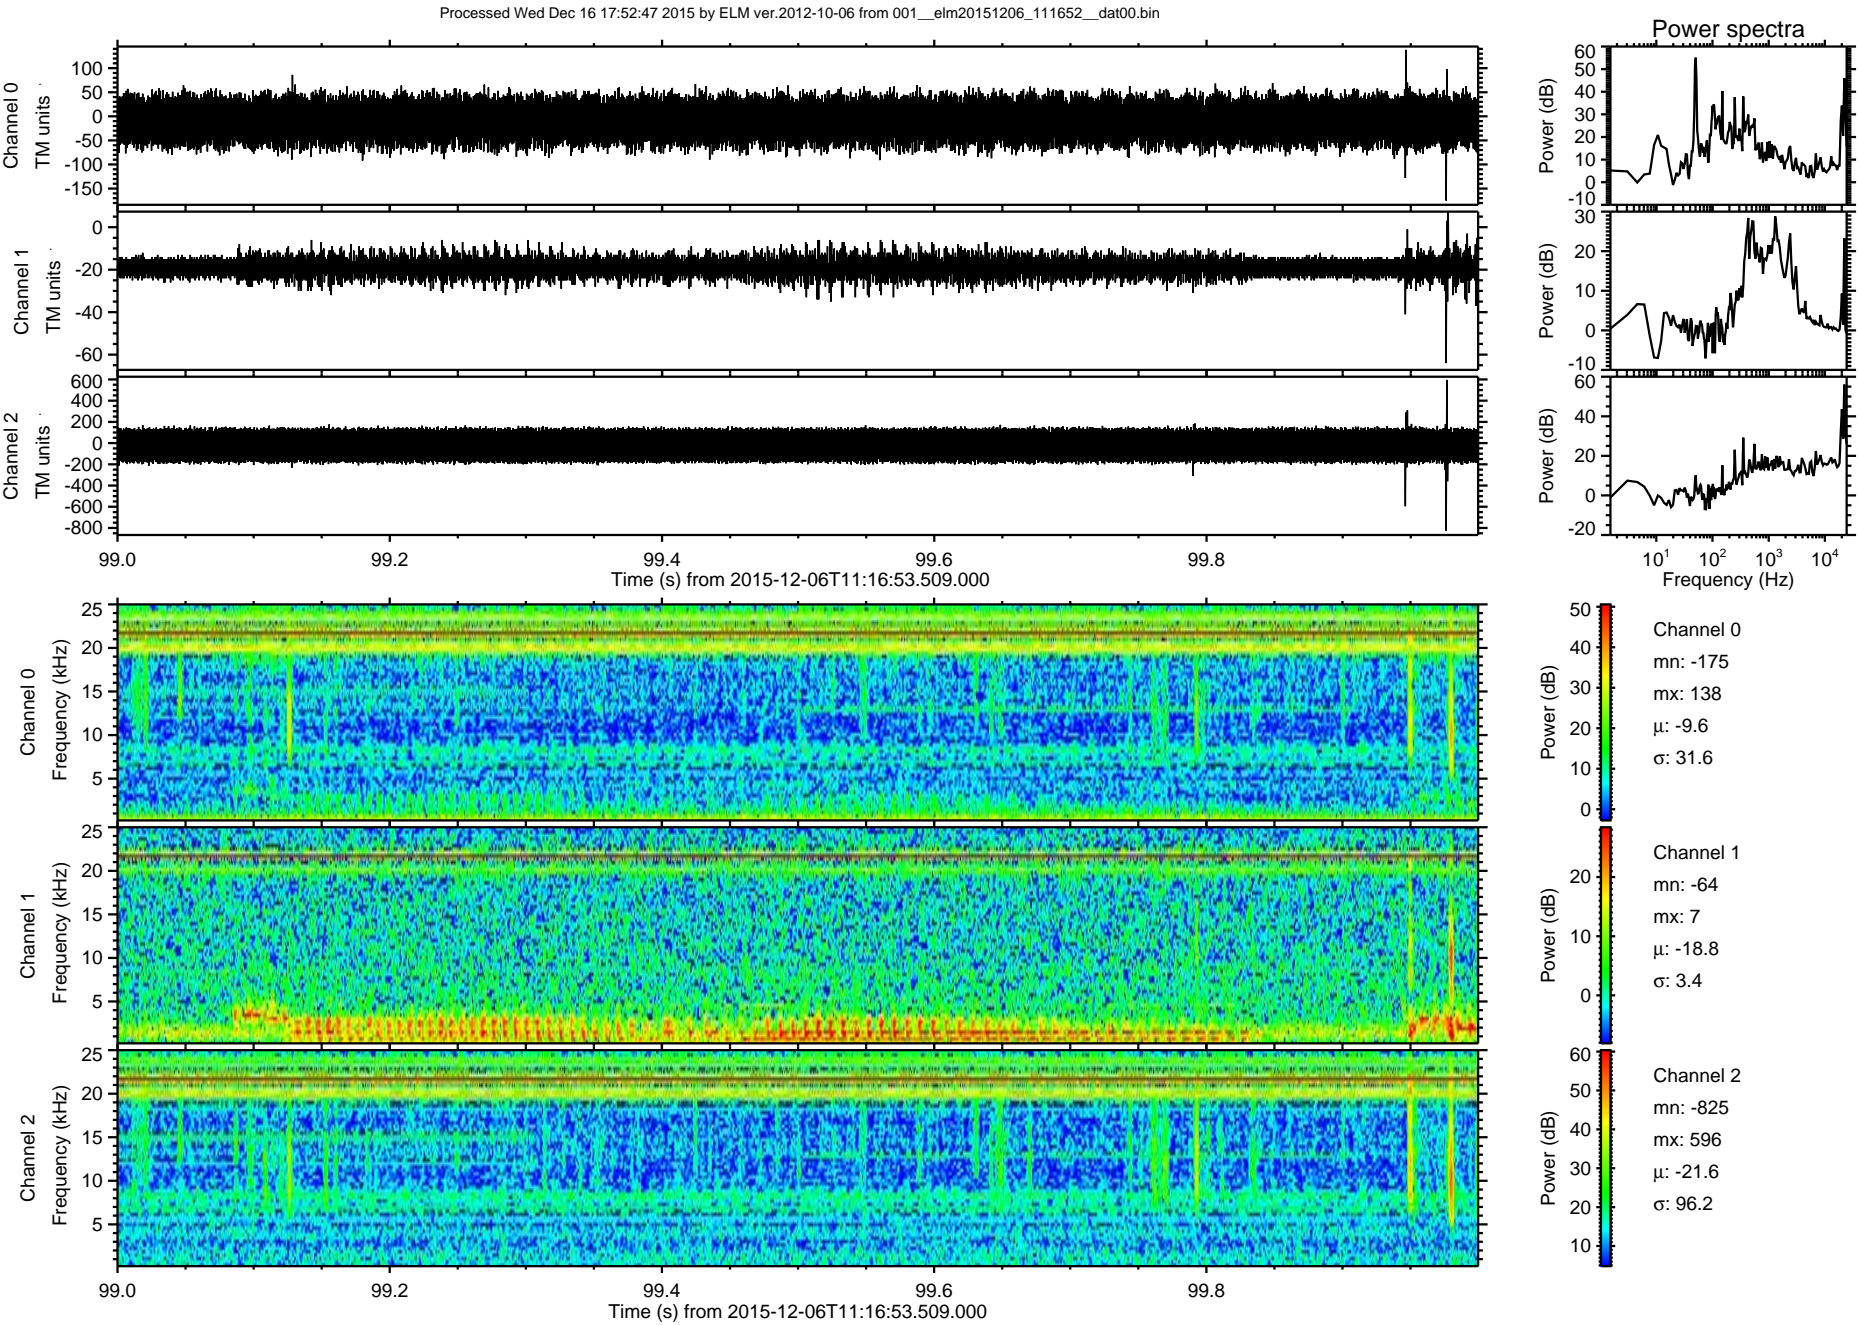 Processed Wed Dec 16 17:52:47 2015 by ELM ver.2012-10-06 from 001__elm20151206_111652__dat00.bin
Power spectra
Channel 0
TM units
100
50
0
-50
-100
-150
Power (dB)
60
50
40
30
20
10
0
-10
Channel 1
TM units
0
-20
-40
-60
Power (dB)
30
20
10
0
-10
Channel 2
TM units
600
400
200
0
-200
-400
-600
-800
Power (dB)
60
40
20
0
-20
99.0 99.2 99.4 99.6 99.8
Time (s) from 2015-12-06T11:16:53.509.000
10¹ 10² 10³ 10⁴
Frequency (Hz)
Channel 0
Frequency (kHz)
25
20
15
10
5
Power (dB)
50
40
30
20
10
0
Channel 0
mn: -175
mx: 138
µ: -9.6
σ: 31.6
Channel 1
Frequency (kHz)
25
20
15
10
5
Power (dB)
20
10
0
Channel 1
mn: -64
mx: 7
µ: -18.8
σ: 3.4
Channel 2
Frequency (kHz)
25
20
15
10
5
Power (dB)
60
50
40
30
20
10
Channel 2
mn: -825
mx: 596
µ: -21.6
σ: 96.2
99.0 99.2 99.4 99.6 99.8
Time (s) from 2015-12-06T11:16:53.509.000